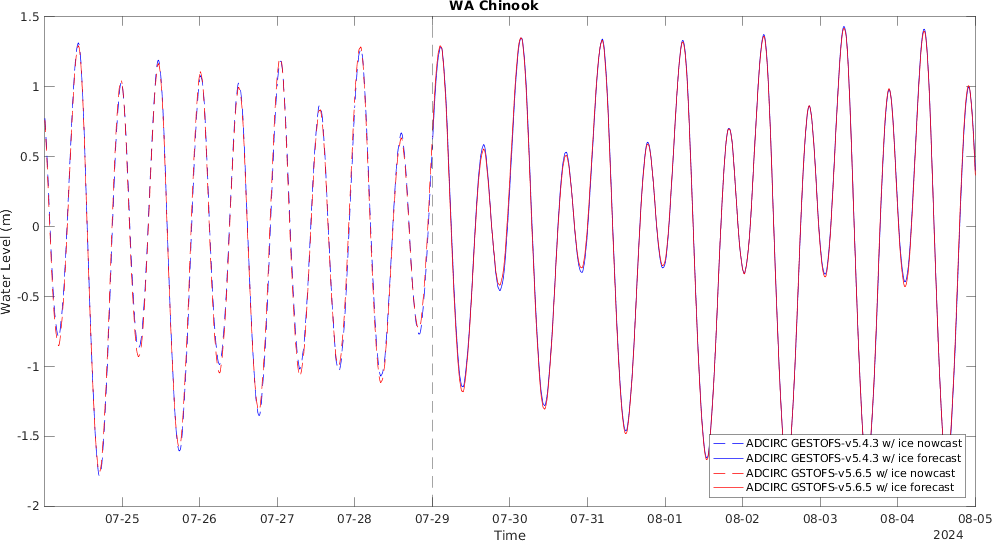 WA Chinook
1.5
1
0.5
0
-0.5
-1
-1.5
-2
Water Level (m)
ADCIRC GESTOFS-v5.4.3 w/ ice nowcast
ADCIRC GESTOFS-v5.4.3 w/ ice forecast
ADCIRC GSTOFS-v5.6.5 w/ ice nowcast
ADCIRC GSTOFS-v5.6.5 w/ ice forecast
07-25 07-26 07-27 07-28 07-29 07-30 07-31 08-01 08-02 08-03 08-04 08-05
Time
2024